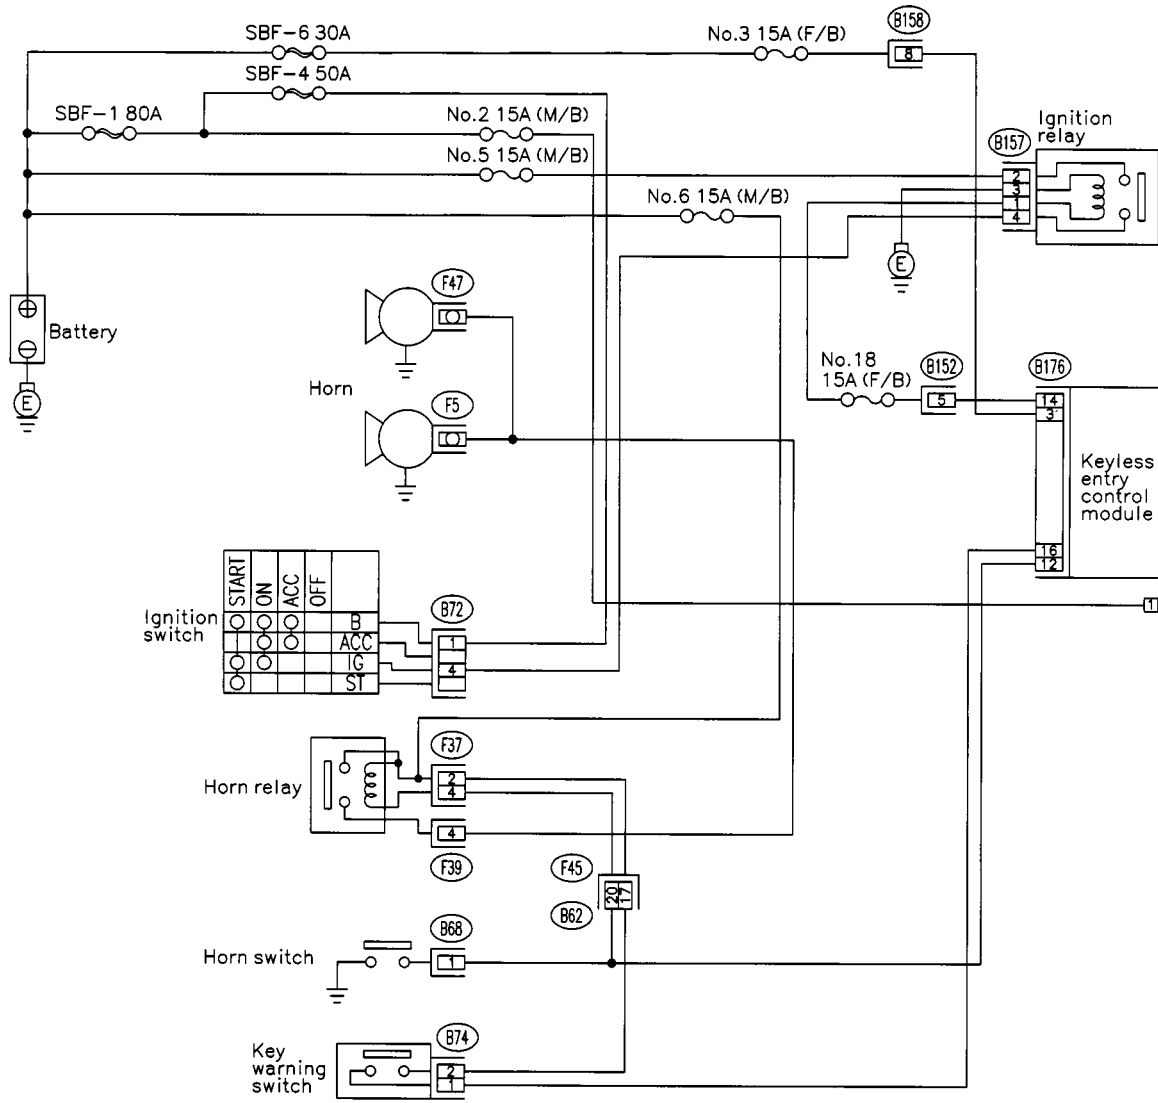 SBF-6 30A
No.3 15A (F/B)
B158
8
SBF-4 50A
SBF-1 80A
No.2 15A (M/B)
Ignition
relay
B157
No.5 15A (M/B)
2
3
1
4
No.6 15A (M/B)
E
F47
Battery
Horn
No.18
15A (F/B)
B152
5
B176
14
3
E
F5
Keyless
entry
control
module
16
12
START
ON
ACC
OFF
Ignition
switch
B
ACC
IG
ST
B72
1
4
1
F37
Horn relay
2
4
4
F39
F45
20
17
B62
B68
Horn switch
1
B74
Key
warning
switch
2
1